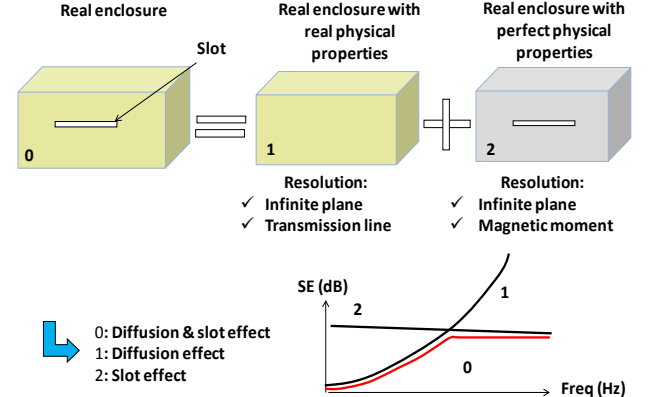 Real enclosure
Real enclosure with
real physical
properties
Real enclosure with
perfect physical
properties
Slot
0
1
2
Resolution:
✓ Infinite plane
✓ Transmission line
Resolution:
✓ Infinite plane
✓ Magnetic moment
SE (dB)
1
2
0
Freq (Hz)
0: Diffusion & slot effect
1: Diffusion effect
2: Slot effect